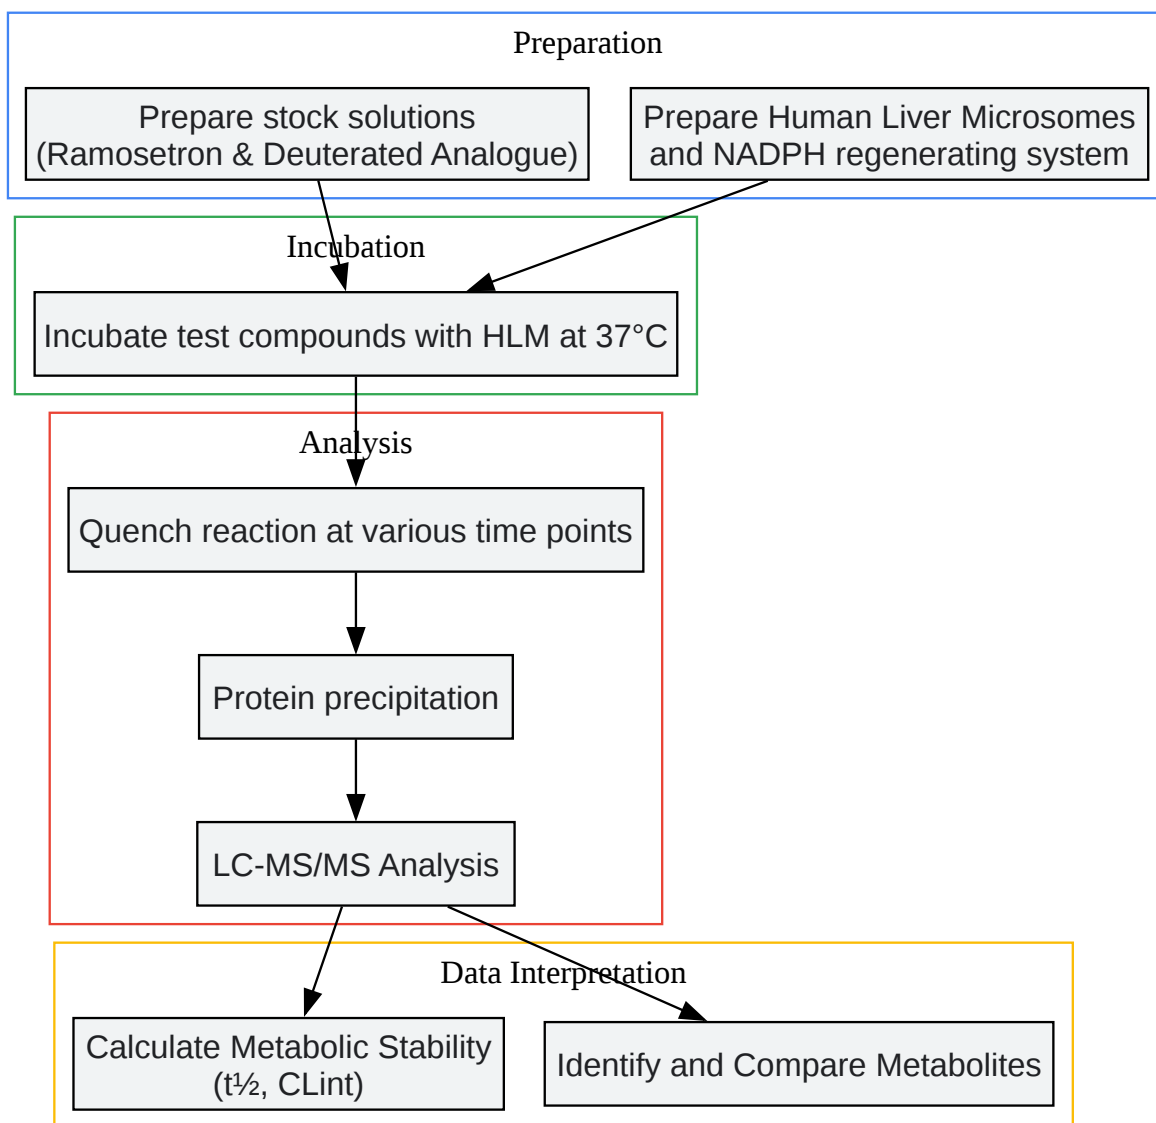 Preparation
Prepare stock solutions
(Ramosetron & Deuterated Analogue)
Prepare Human Liver Microsomes
and NADPH regenerating system
Incubation
Incubate test compounds with HLM at 37°C
Analysis
Quench reaction at various time points
Protein precipitation
LC-MS/MS Analysis
Data Interpretation
Calculate Metabolic Stability
(t½, CLint)
Identify and Compare Metabolites